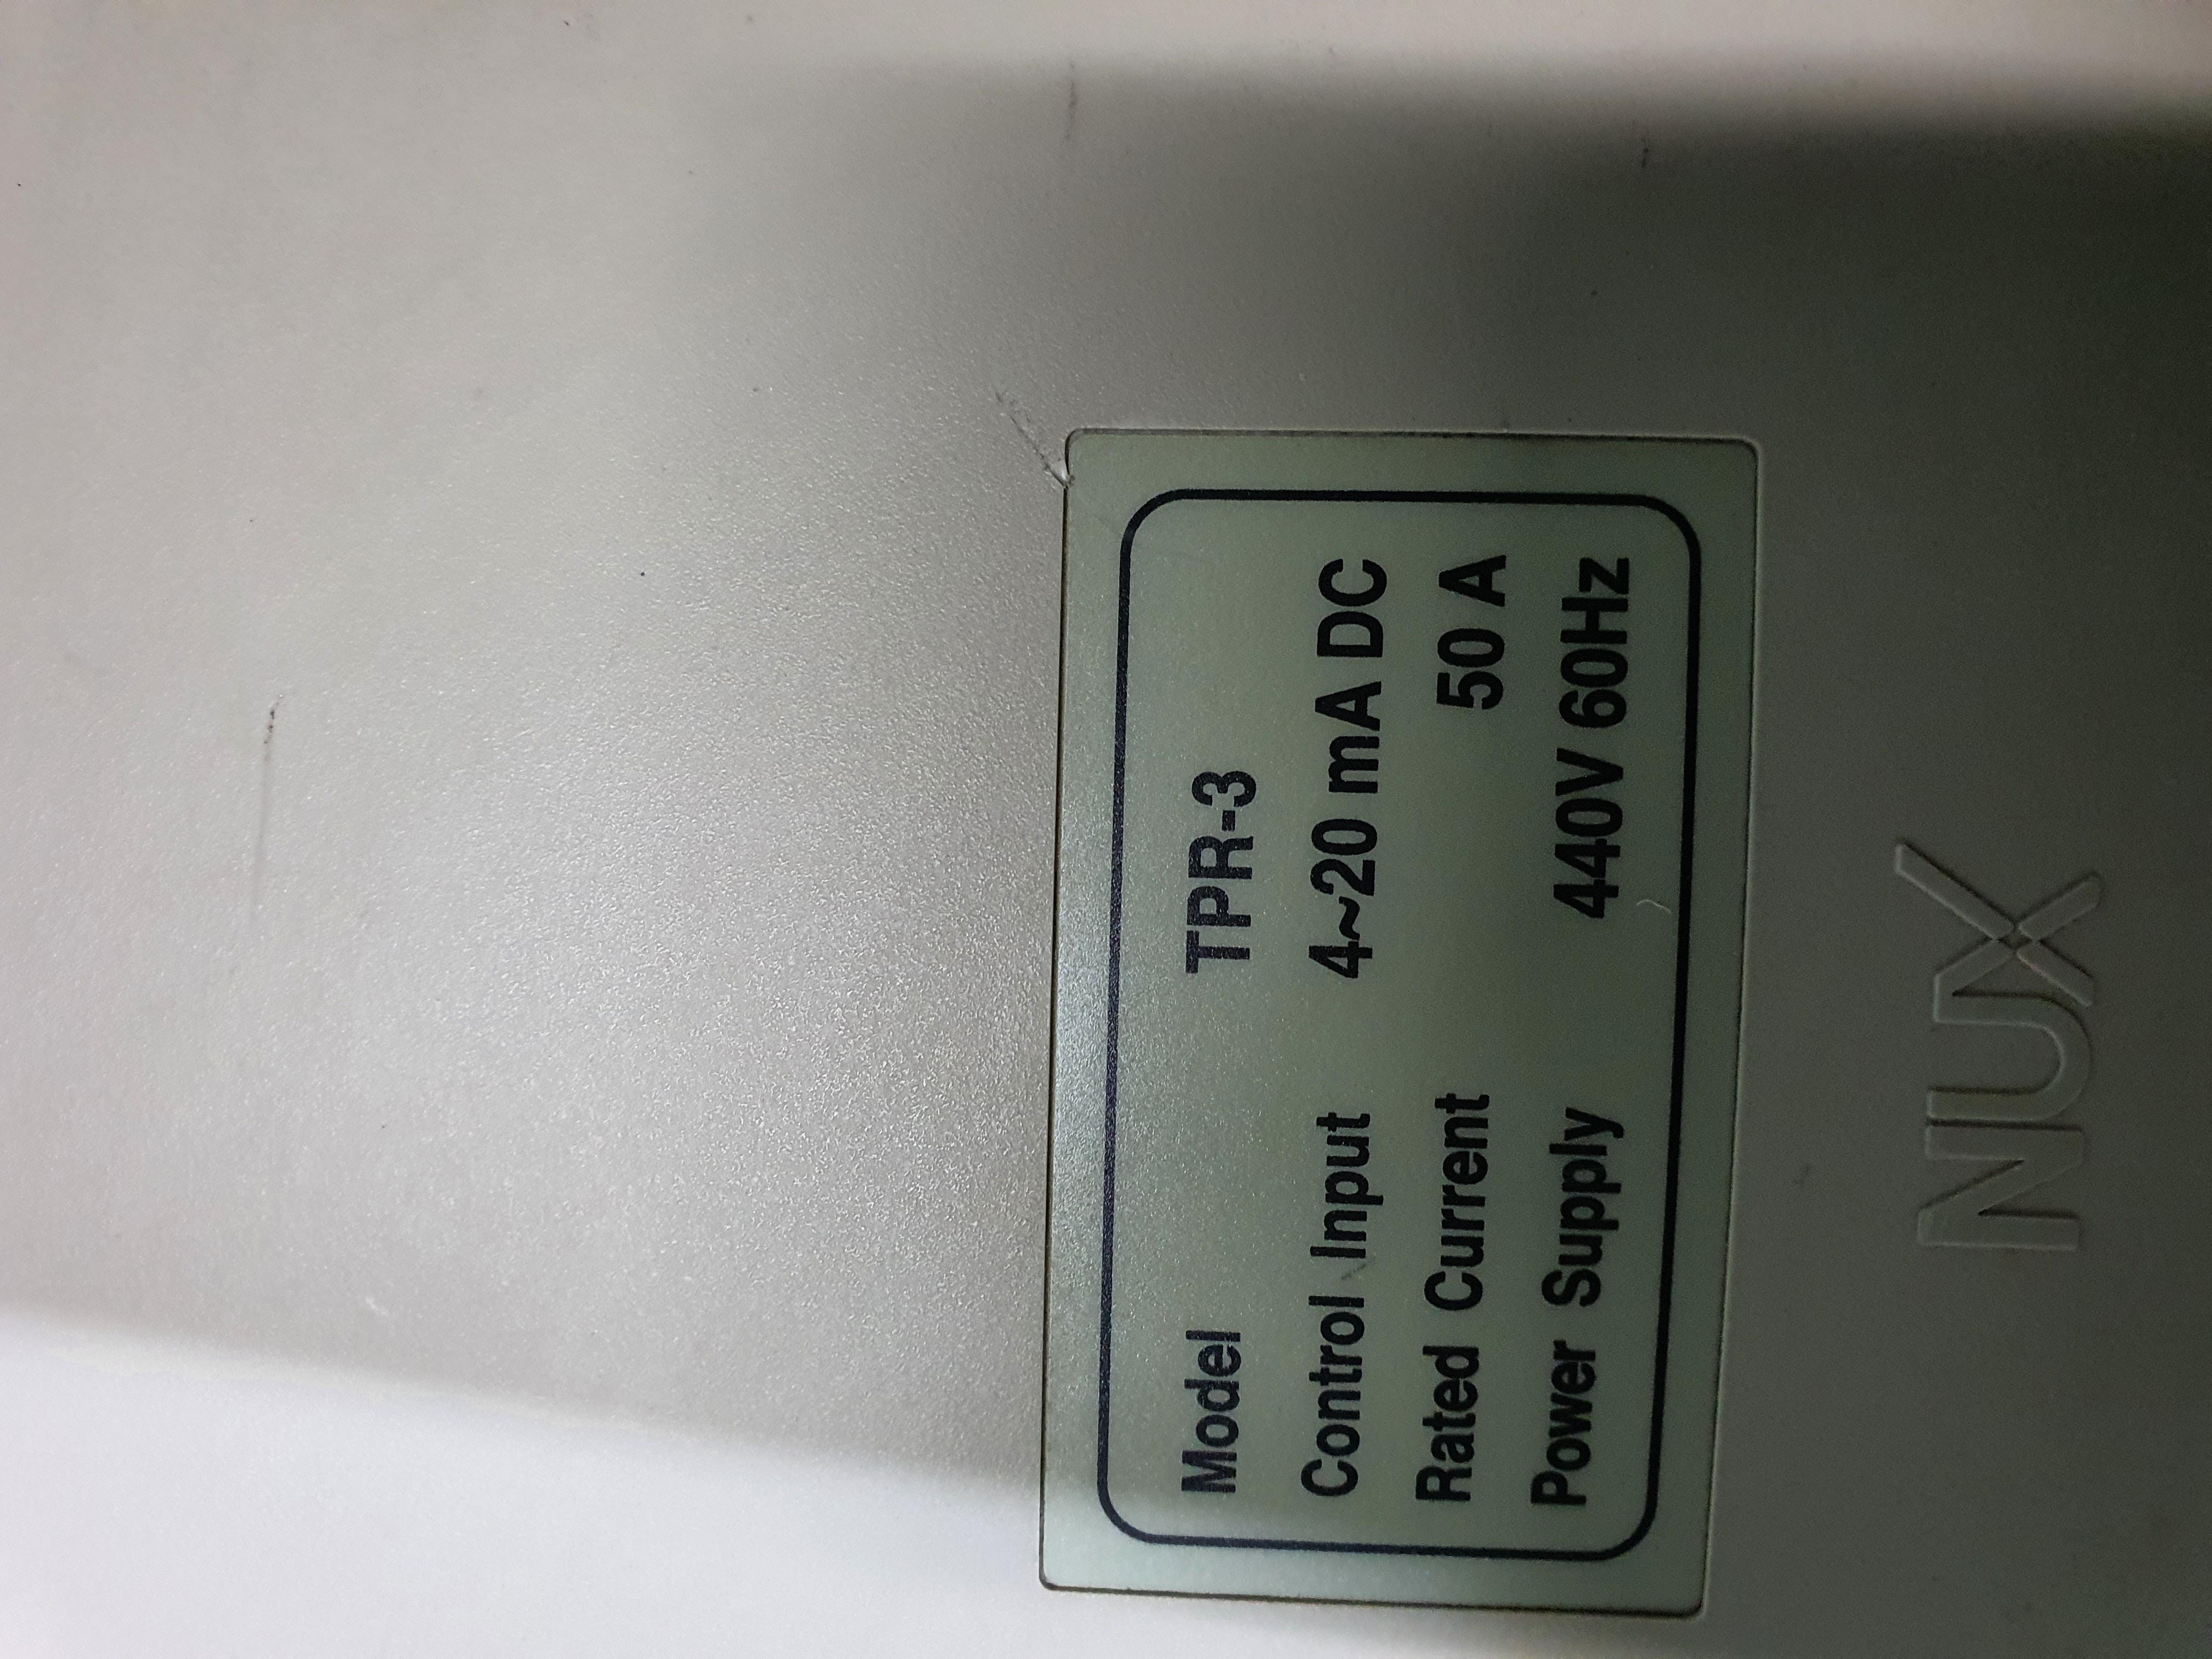 Model TPR-3
Control Input 4~20 mA DC
Rated Current 50 A
Power Supply 440V 60Hz
NUX